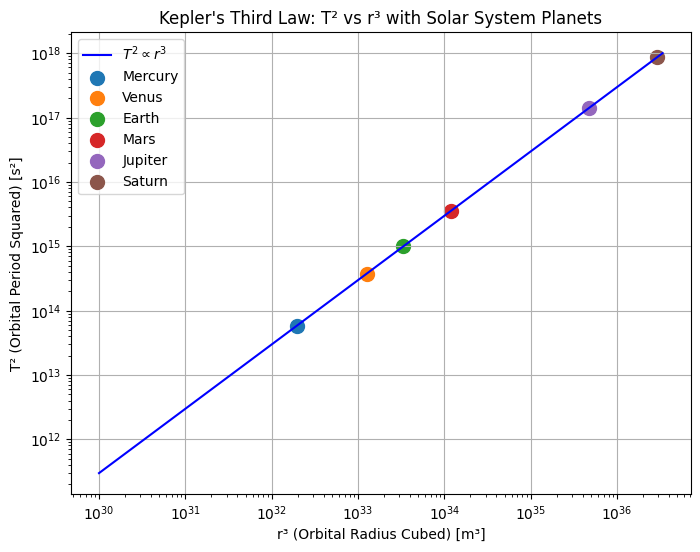 Kepler's Third Law: T² vs r³ with Solar System Planets
T² ∝ r³
Mercury
Venus
Earth
Mars
Jupiter
Saturn
T² (Orbital Period Squared) [s²]
10¹⁸
10¹⁷
10¹⁶
10¹⁵
10¹⁴
10¹³
10¹²
10³⁰ 10³¹ 10³² 10³³ 10³⁴ 10³⁵ 10³⁶
r³ (Orbital Radius Cubed) [m³]